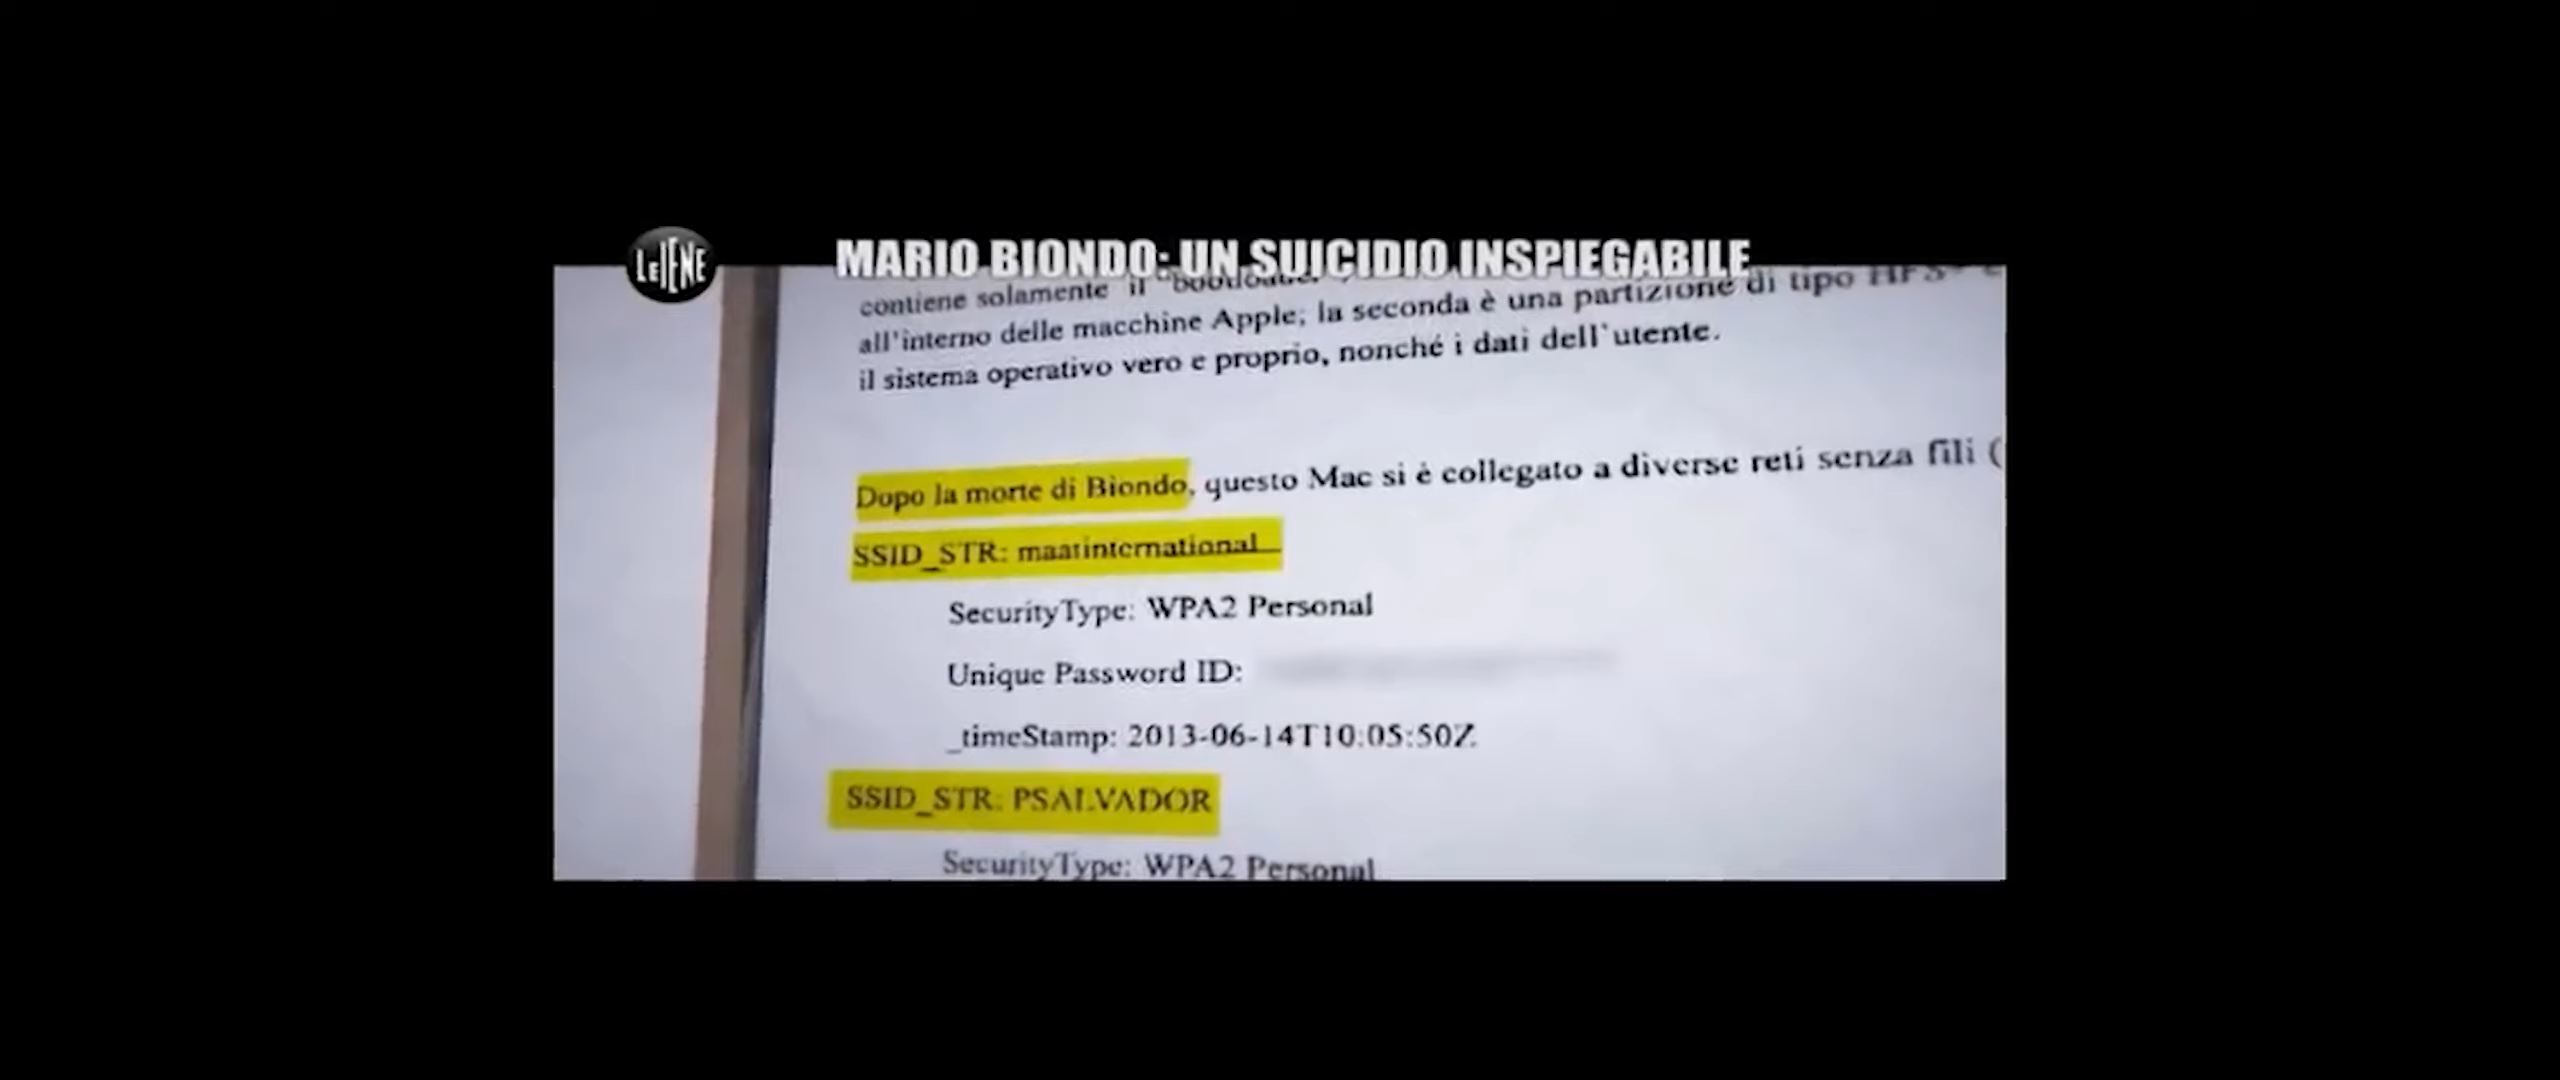 LE IENE
MARIO BIONDO: UN SUICIDIO INSPIEGABILE
contiene solamente il "bootloader
all'interno delle macchine Apple; la seconda è una partizione di tipo HFS+
il sistema operativo vero e proprio, nonché i dati dell'utente.
Dopo la morte di Biondo, questo Mac si è collegato a diverse reti senza fili (
SSID_STR: maatinternational
SecurityType: WPA2 Personal
Unique Password ID:
_timeStamp: 2013-06-14T10:05:50Z
SSID_STR: PSALVADOR
SecurityType: WPA2 Personal